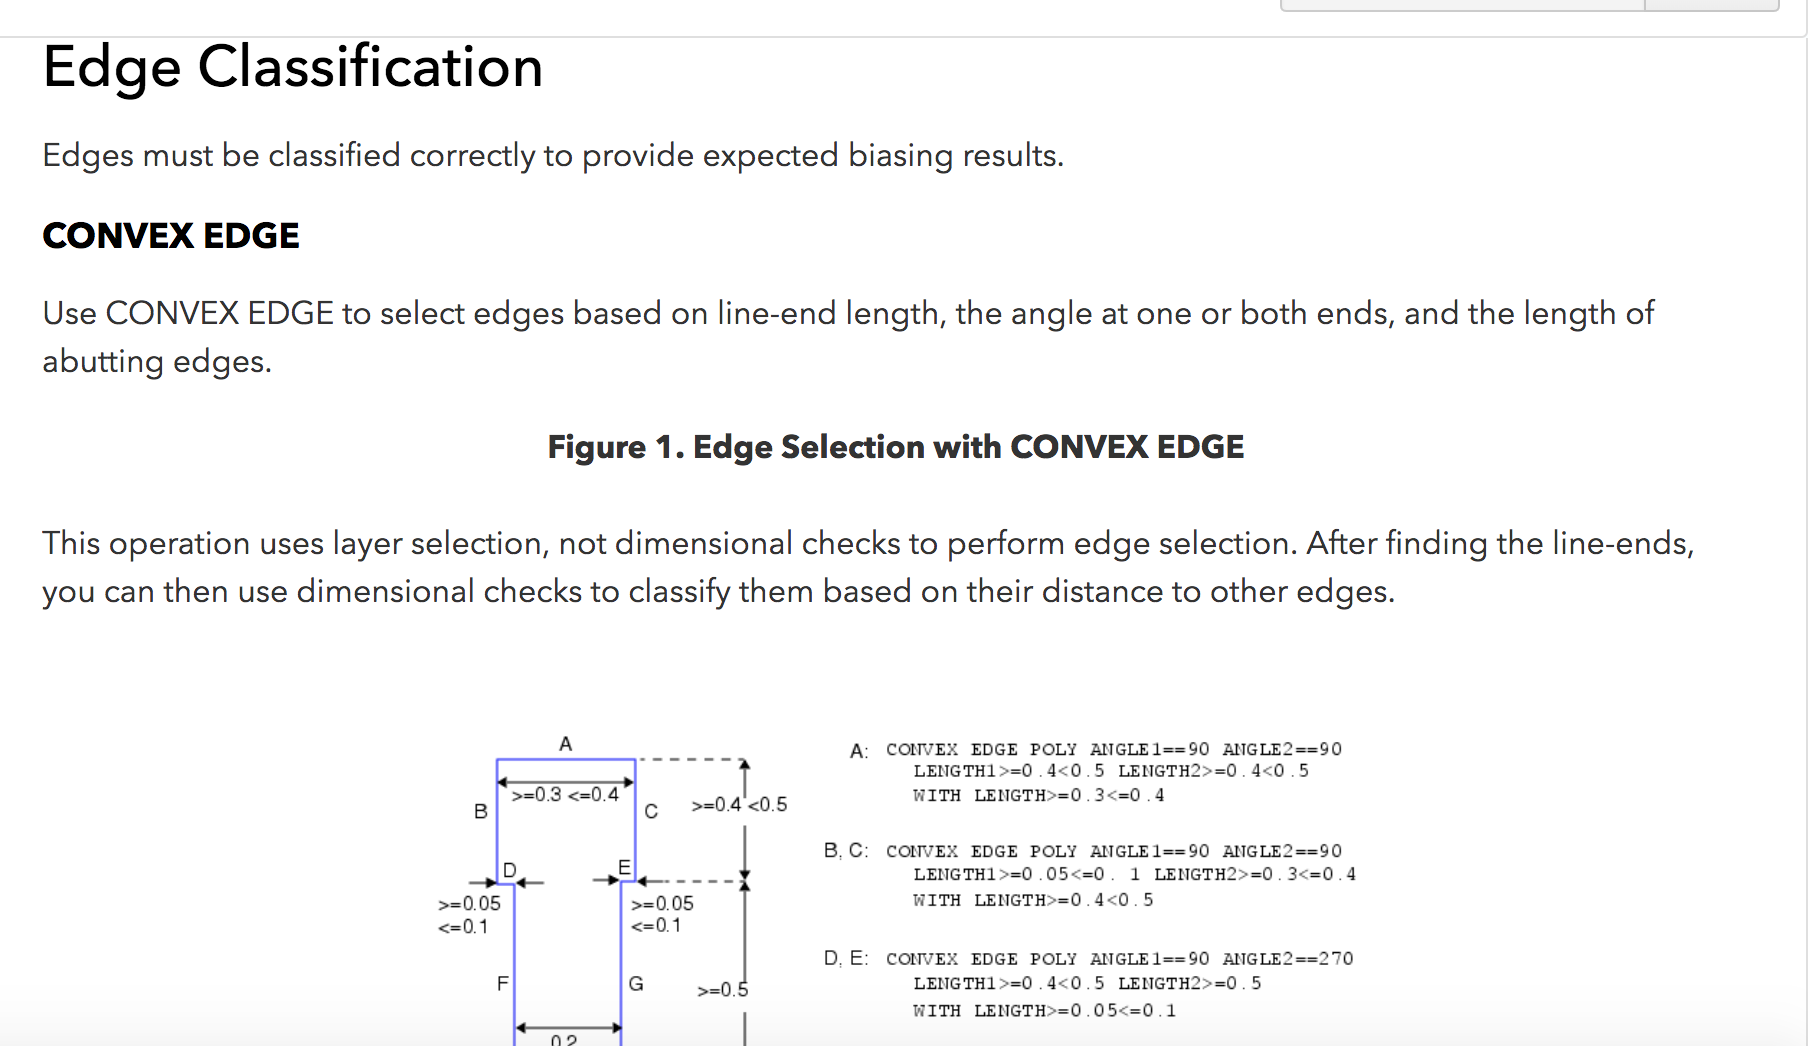 Edge Classification
Edges must be classified correctly to provide expected biasing results.
CONVEX EDGE
Use CONVEX EDGE to select edges based on line-end length, the angle at one or both ends, and the length of
abutting edges.
Figure 1. Edge Selection with CONVEX EDGE
This operation uses layer selection, not dimensional checks to perform edge selection. After finding the line-ends,
you can then use dimensional checks to classify them based on their distance to other edges.
A
>=0.3 <=0.4
B
C
>=0.4 <0.5
D
E
>=0.05
<=0.1
>=0.05
<=0.1
F
G
>=0.5
0.2
A: CONVEX EDGE POLY ANGLE1==90 ANGLE2==90
LENGTH1>=0.4<0.5 LENGTH2>=0.4<0.5
WITH LENGTH>=0.3<=0.4
B, C: CONVEX EDGE POLY ANGLE1==90 ANGLE2==90
LENGTH1>=0.05<=0. 1 LENGTH2>=0.3<=0.4
WITH LENGTH>=0.4<0.5
D, E: CONVEX EDGE POLY ANGLE1==90 ANGLE2==270
LENGTH1>=0.4<0.5 LENGTH2>=0.5
WITH LENGTH>=0.05<=0.1